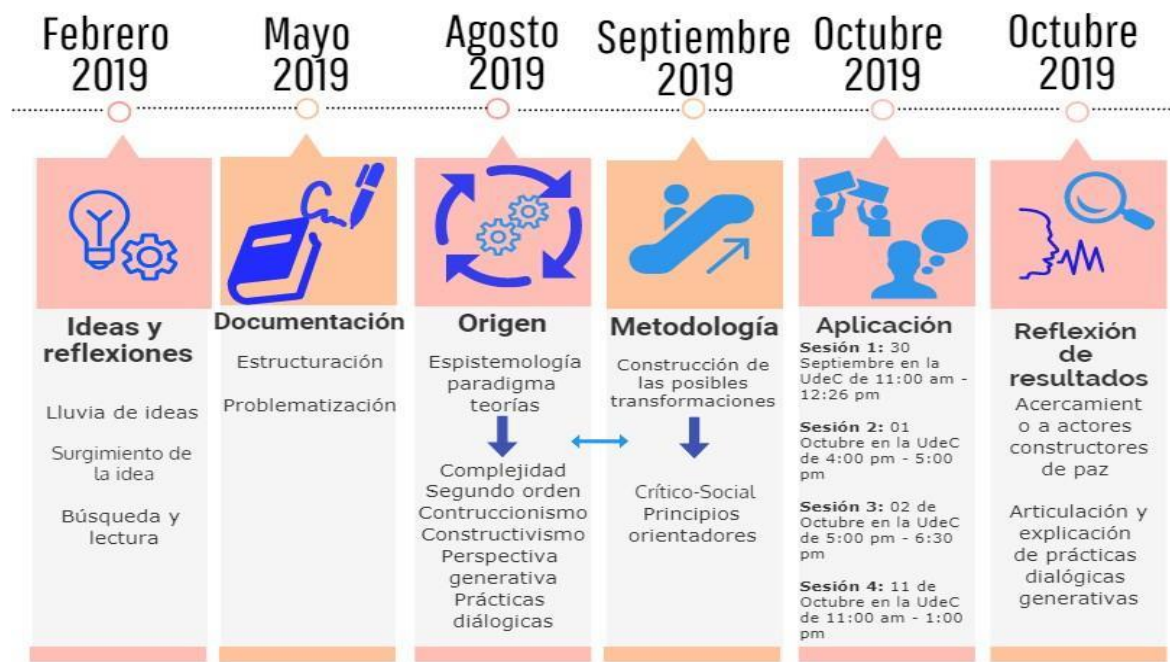 Febrero
2019
Mayo
2019
Agosto
2019
Septiembre
2019
Octubre
2019
Octubre
2019
Ideas y
reflexiones
Lluvia de ideas
Surgimiento de
la idea
Búsqueda y
lectura
Documentación
Estructuración
Problematización
Origen
Espistemología
paradigma
teorías
Complejidad
Segundo orden
Contruccionismo
Constructivismo
Perspectiva
generativa
Prácticas
diálogicas
Metodología
Construcción de
las posibles
transformaciones
Crítico-Social
Principios
orientadores
Aplicación
Sesión 1: 30
Septiembre en la
UdeC de 11:00 am -
12:26 pm
Sesión 2: 01
Octubre en la UdeC
de 4:00 pm - 5:00
pm
Sesión 3: 02 de
Octubre en la UdeC
de 5:00 pm - 6:30
pm
Sesión 4: 11 de
Octubre en la UdeC
de 11:00 am - 1:00
pm
Reflexión
de
resultados
Acercamient
o a actores
constructores
de paz
Articulación y
explicación
de prácticas
dialógicas
generativas